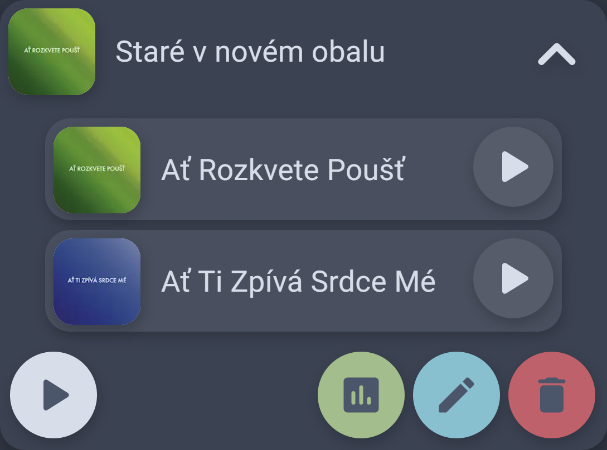 AŤ ROZKVETE POUŠŤ
Staré v novém obalu
AŤ ROZKVETE POUŠŤ
Ať Rozkvete Poušť
AŤ TI ZPÍVÁ SRDCE MÉ
Ať Ti Zpívá Srdce Mé